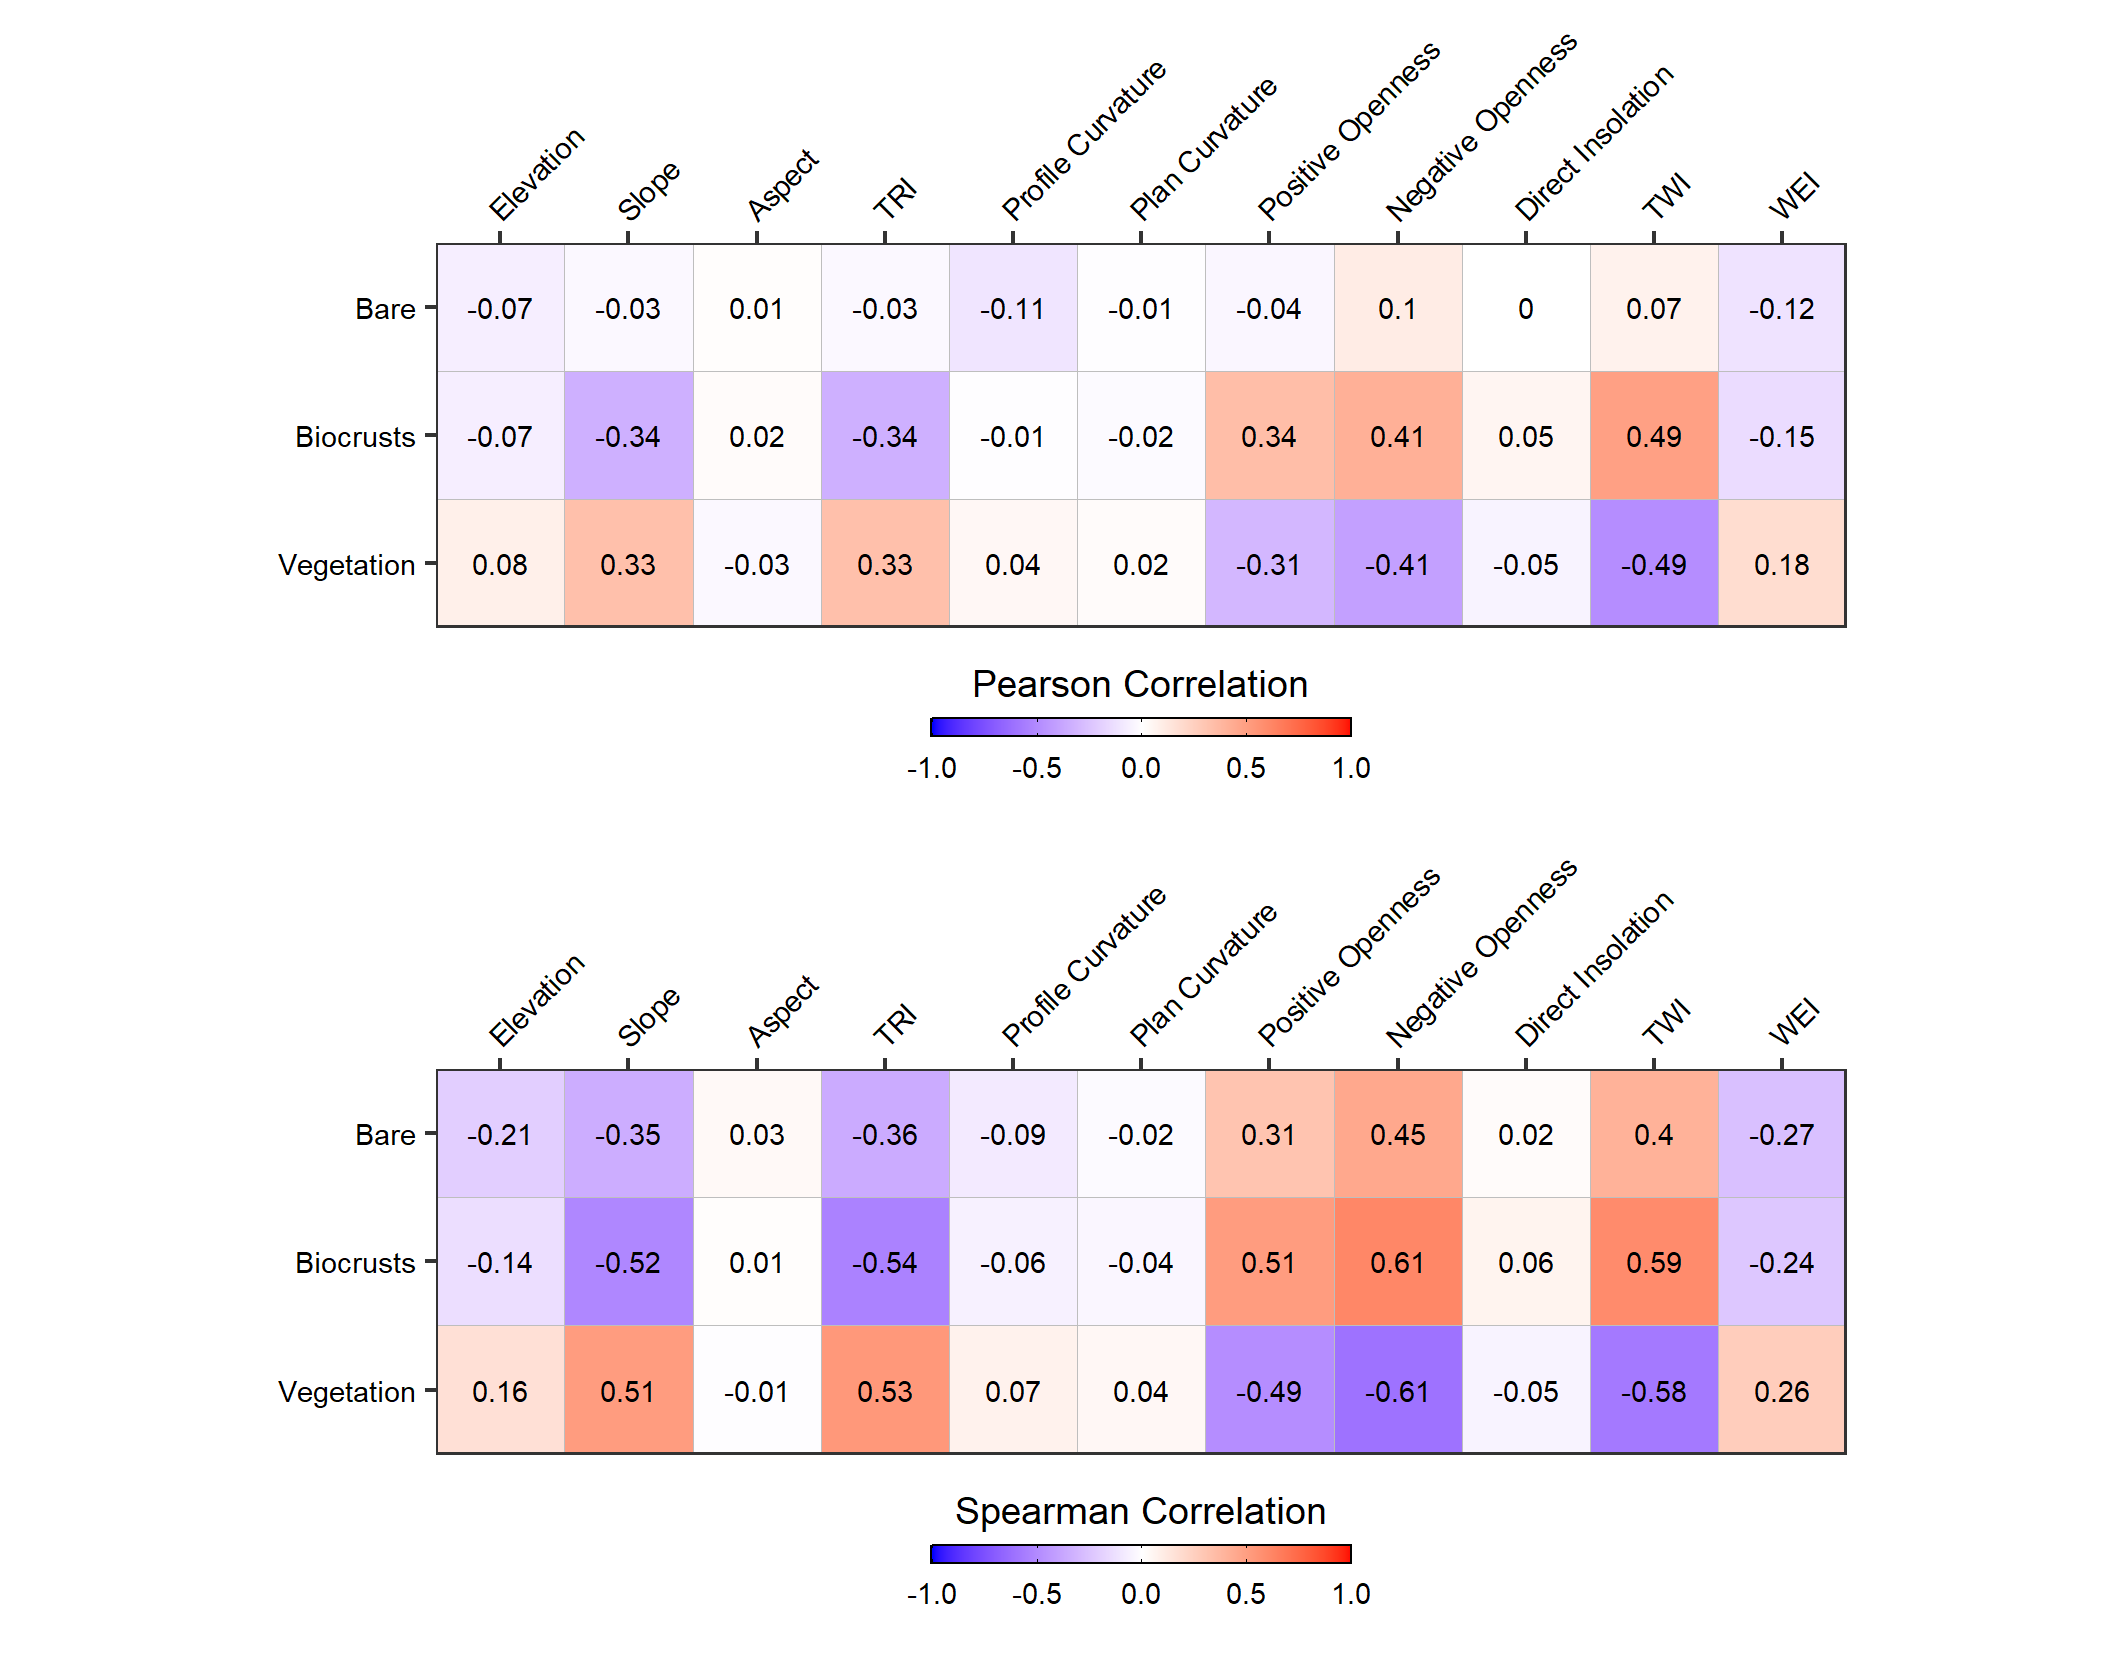 Elevation Slope Aspect TRI Profile Curvature Plan Curvature Positive Openness Negative Openness Direct Insolation TWI WEI
Bare -0.07 -0.03 0.01 -0.03 -0.11 -0.01 -0.04 0.1 0 0.07 -0.12
Biocrusts -0.07 -0.34 0.02 -0.34 -0.01 -0.02 0.34 0.41 0.05 0.49 -0.15
Vegetation 0.08 0.33 -0.03 0.33 0.04 0.02 -0.31 -0.41 -0.05 -0.49 0.18
Pearson Correlation
-1.0 -0.5 0.0 0.5 1.0
Elevation Slope Aspect TRI Profile Curvature Plan Curvature Positive Openness Negative Openness Direct Insolation TWI WEI
Bare -0.21 -0.35 0.03 -0.36 -0.09 -0.02 0.31 0.45 0.02 0.4 -0.27
Biocrusts -0.14 -0.52 0.01 -0.54 -0.06 -0.04 0.51 0.61 0.06 0.59 -0.24
Vegetation 0.16 0.51 -0.01 0.53 0.07 0.04 -0.49 -0.61 -0.05 -0.58 0.26
Spearman Correlation
-1.0 -0.5 0.0 0.5 1.0